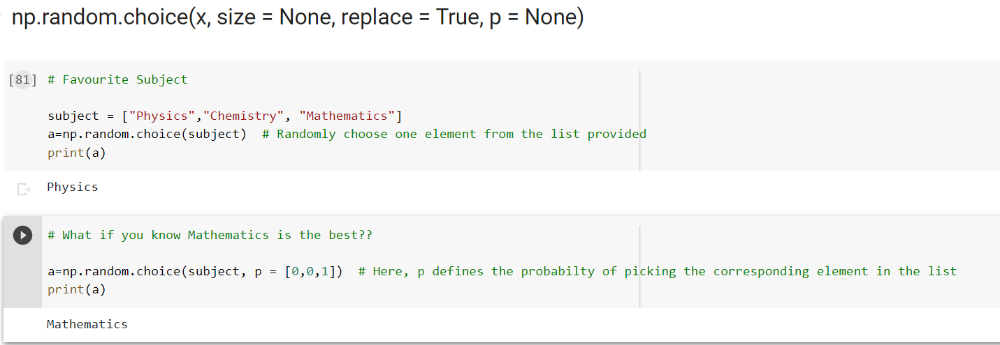 np.random.choice(x, size = None, replace = True, p = None)
[81] # Favourite Subject
subject = ["Physics","Chemistry", "Mathematics"]
a=np.random.choice(subject)  # Randomly choose one element from the list provided
print(a)
Physics
# What if you know Mathematics is the best??
a=np.random.choice(subject, p = [0,0,1])  # Here, p defines the probabilty of picking the corresponding element in the list
print(a)
Mathematics